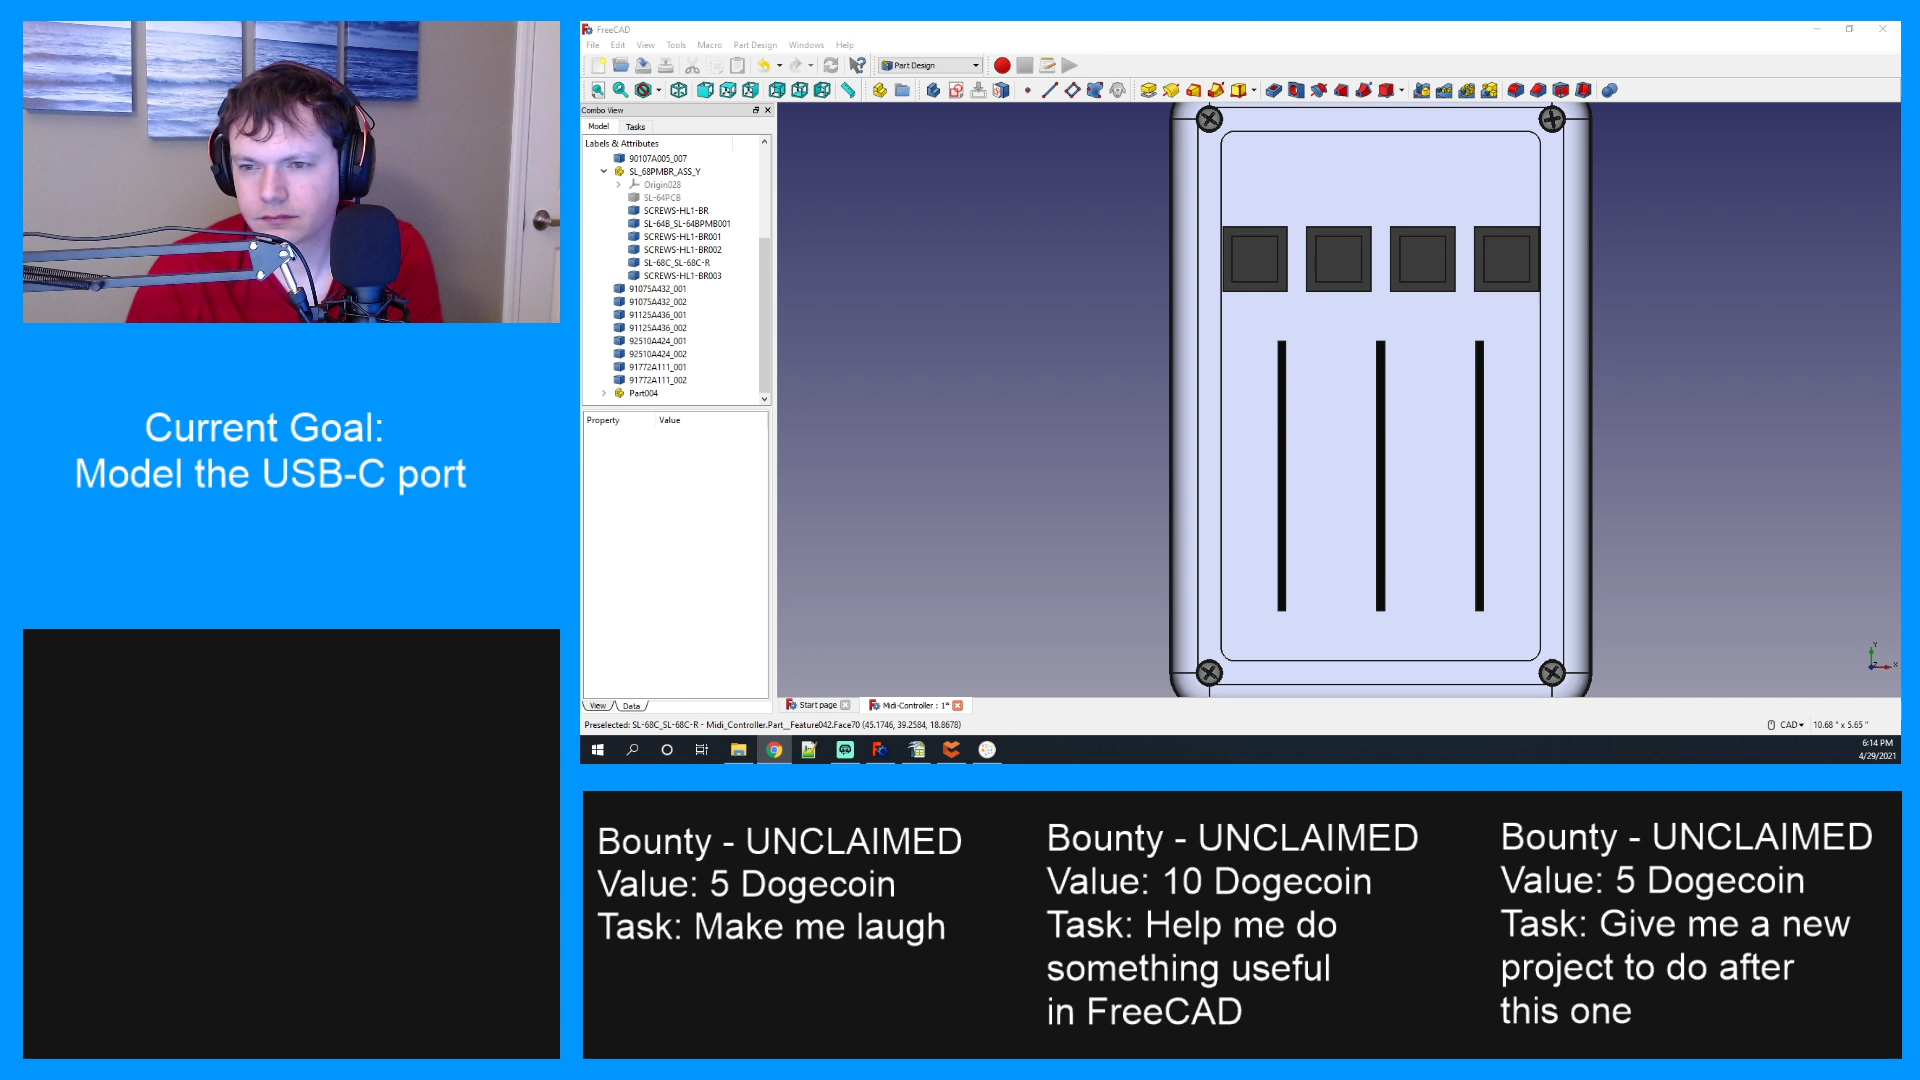 FreeCAD
File Edit View Tools Macro Part Design Windows Help
Part Design
Combo View
Model Tasks
Labels & Attributes
90107A005_007
SL_68PMBR_ASS_Y
Origin028
SL-64PCB
SCREWS-HL1-BR
SL-64B_SL-64BPMB001
SCREWS-HL1-BR001
SCREWS-HL1-BR002
SL-68C_SL-68C-R
SCREWS-HL1-BR003
91075A432_001
91075A432_002
91125A436_001
91125A436_002
92510A424_001
92510A424_002
91772A111_001
91772A111_002
Part004
Property Value
View Data
Start page
Midi-Controller : 1*
Preselected: SL-68C_SL-68C-R - Midi_Controller.Part__Feature042.Face70 (45.1746, 39.2584, 18.8678)
CAD
10.68 " x 5.65 "
Y
Z
X
6:14 PM
4/29/2021
Current Goal:
Model the USB-C port
Bounty - UNCLAIMED
Value: 5 Dogecoin
Task: Make me laugh
Bounty - UNCLAIMED
Value: 10 Dogecoin
Task: Help me do
something useful
in FreeCAD
Bounty - UNCLAIMED
Value: 5 Dogecoin
Task: Give me a new
project to do after
this one